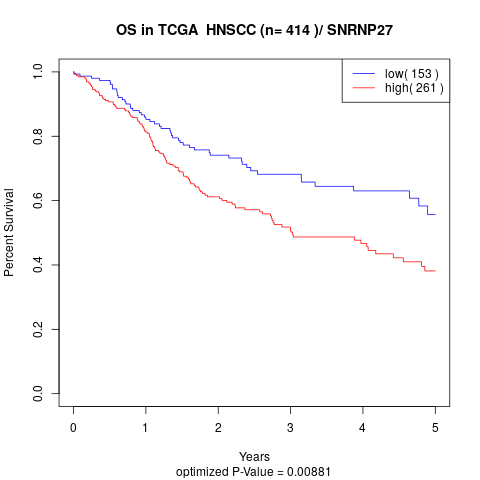 OS in TCGA  HNSCC (n= 414 )/ SNRNP27
low( 153 )
high( 261 )
Percent Survival
1.0
0.8
0.6
0.4
0.2
0.0
0 1 2 3 4 5
Years
optimized P-Value = 0.00881